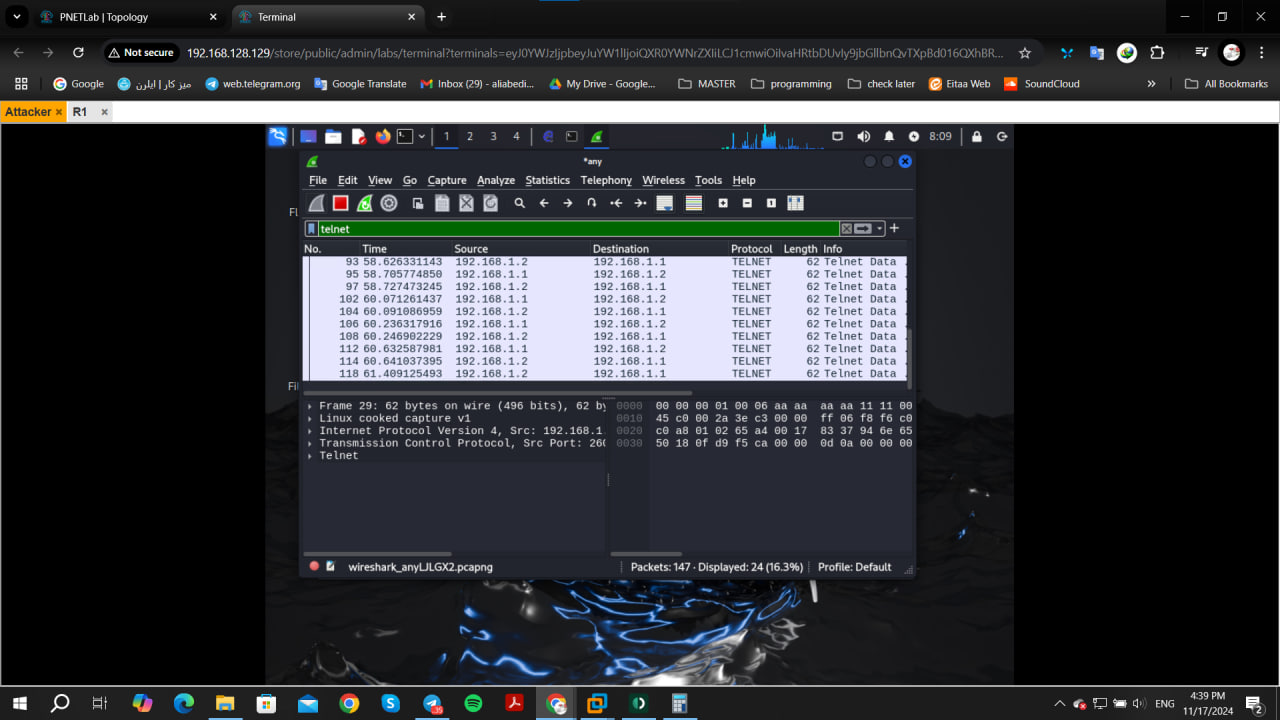 PNETLab | Topology
Terminal
Not secure
192.168.128.129/store/public/admin/labs/terminal?terminals=
Google
میز کار | ایلرن
web.telegram.org
Google Translate
Inbox (29) - aliabedi...
My Drive - Google...
MASTER
programming
check later
Eitaa Web
SoundCloud
»
All Bookmarks
Attacker
R1
1 2 3 4
8:09
*any
File Edit View Go Capture Analyze Statistics Telephony Wireless Tools Help
telnet
No. Time Source Destination Protocol Length Info
93 58.626331143 192.168.1.2 192.168.1.1 TELNET 62 Telnet Data
95 58.705774850 192.168.1.2 192.168.1.1 TELNET 62 Telnet Data
97 58.727473245 192.168.1.2 192.168.1.1 TELNET 62 Telnet Data
102 60.071261437 192.168.1.1 192.168.1.2 TELNET 62 Telnet Data
104 60.091086959 192.168.1.2 192.168.1.1 TELNET 62 Telnet Data
106 60.236317916 192.168.1.1 192.168.1.2 TELNET 62 Telnet Data
108 60.246902229 192.168.1.2 192.168.1.1 TELNET 62 Telnet Data
112 60.632587981 192.168.1.1 192.168.1.2 TELNET 62 Telnet Data
114 60.641037395 192.168.1.2 192.168.1.1 TELNET 62 Telnet Data
118 61.409125493 192.168.1.2 192.168.1.1 TELNET 62 Telnet Data
Frame 29: 62 bytes on wire (496 bits), 62 by
Linux cooked capture v1
Internet Protocol Version 4, Src: 192.168.1.
Transmission Control Protocol, Src Port: 260
Telnet
0000 00 00 00 01 00 06 aa aa aa aa 11 11 00
0010 45 c0 00 2a 3e c3 00 00 ff 06 f8 f6 c0
0020 c0 a8 01 02 65 a4 00 17 83 37 94 6e 65
0030 50 18 0f d9 f5 ca 00 00 0d 0a 00 00 00
wireshark_anyLJLGX2.pcapng
Packets: 147 · Displayed: 24 (16.3%)
Profile: Default
ENG
4:39 PM
11/17/2024
2